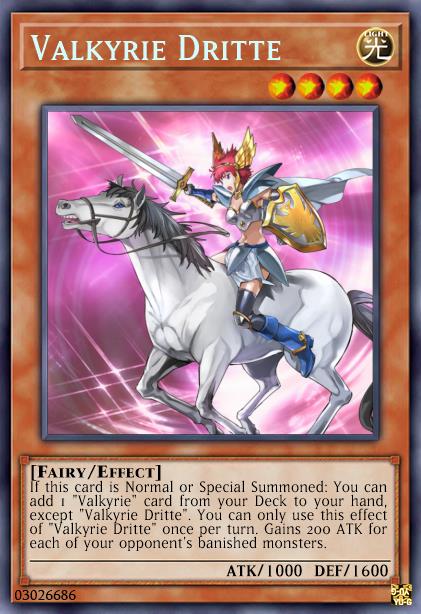 VALKYRIE DRITTE
LIGHT
光
[FAIRY/EFFECT]
If this card is Normal or Special Summoned: You can
add 1 "Valkyrie" card from your Deck to your hand,
except "Valkyrie Dritte". You can only use this effect
of "Valkyrie Dritte" once per turn. Gains 200 ATK for
each of your opponent's banished monsters.
ATK/1000 DEF/1600
03026686